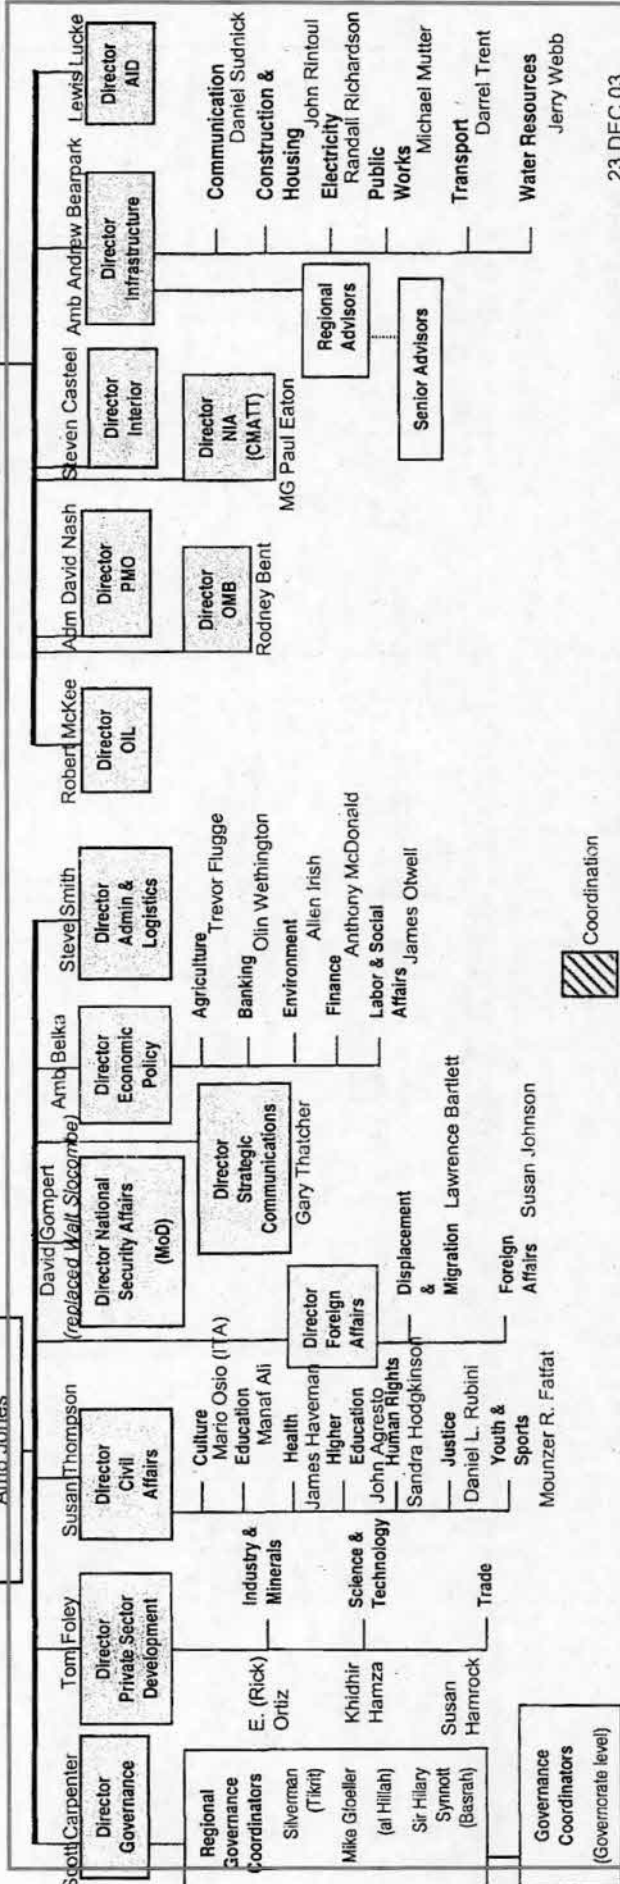 Amb Jones
Scott Carpenter
Director
Governance
Regional
Governance
Coordinators
Silverman
(Tikrit)
Mike Gfoeller
(al Hillah)
Sir Hilary
Synnott
(Basrah)
Governance
Coordinators
(Governorate level)
Tom Foley
Director
Private Sector
Development
E. (Rick)
Ortiz
Industry &
Minerals
Khidhir
Hamza
Science &
Technology
Susan
Hamrock
Trade
Susan Thompson
Director
Civil
Affairs
Culture
Mario Osio (ITA)
Education
Manaf Ali
Health
James Haveman
Higher
Education
John Agresto
Human Rights
Sandra Hodgkinson
Justice
Daniel L. Rubini
Youth &
Sports
Mounzer R. Fatfat
David Gompert
(replaced Walt Slocombe)
Director National
Security Affairs
(MoD)
Director
Foreign
Affairs
Displacement
&
Migration Lawrence Bartlett
Foreign
Affairs
Susan Johnson
Director
Strategic
Communications
Gary Thatcher
Amb Belka
Director
Economic
Policy
Agriculture
Trevor Flugge
Banking
Olin Wethington
Environment
Allen Irish
Finance
Anthony McDonald
Labor & Social
Affairs
James Otwell
Steve Smith
Director
Admin &
Logistics
Coordination
Robert McKee
Director
OIL
Adm David Nash
Director
PMO
Director
OMB
Rodney Bent
Steven Casteel
Director
Interior
Director
NIA
(CMATT)
MG Paul Eaton
Amb Andrew Bearpark
Director
Infrastructure
Regional
Advisors
Senior Advisors
Communication
Daniel Sudnick
Construction &
Housing
John Rintoul
Electricity
Randall Richardson
Public
Works
Michael Mutter
Transport
Darrel Trent
Water Resources
Jerry Webb
Lewis Lucke
Director
AID
23 DEC 03